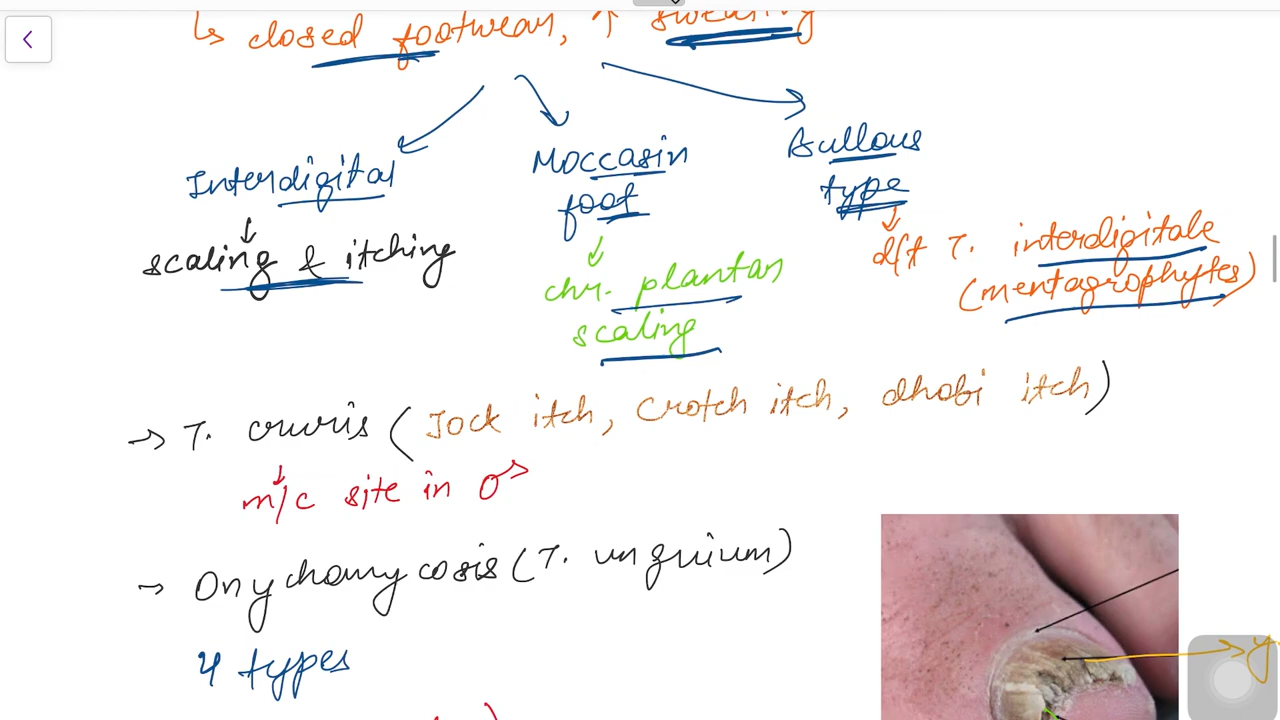 ↳ closed footwear, ↑ sweating
Interdigital
↓
scaling & itching
Moccasin
foot
↓
chr. plantar
scaling
Bullous
type
↓
d/t T. interdigitale
(mentagrophytes)
→ T. cruris (Jock itch, Crotch itch, dhobi itch)
↓
m/c site in ♂
→ Onychomycosis (T. unguium)
4 types